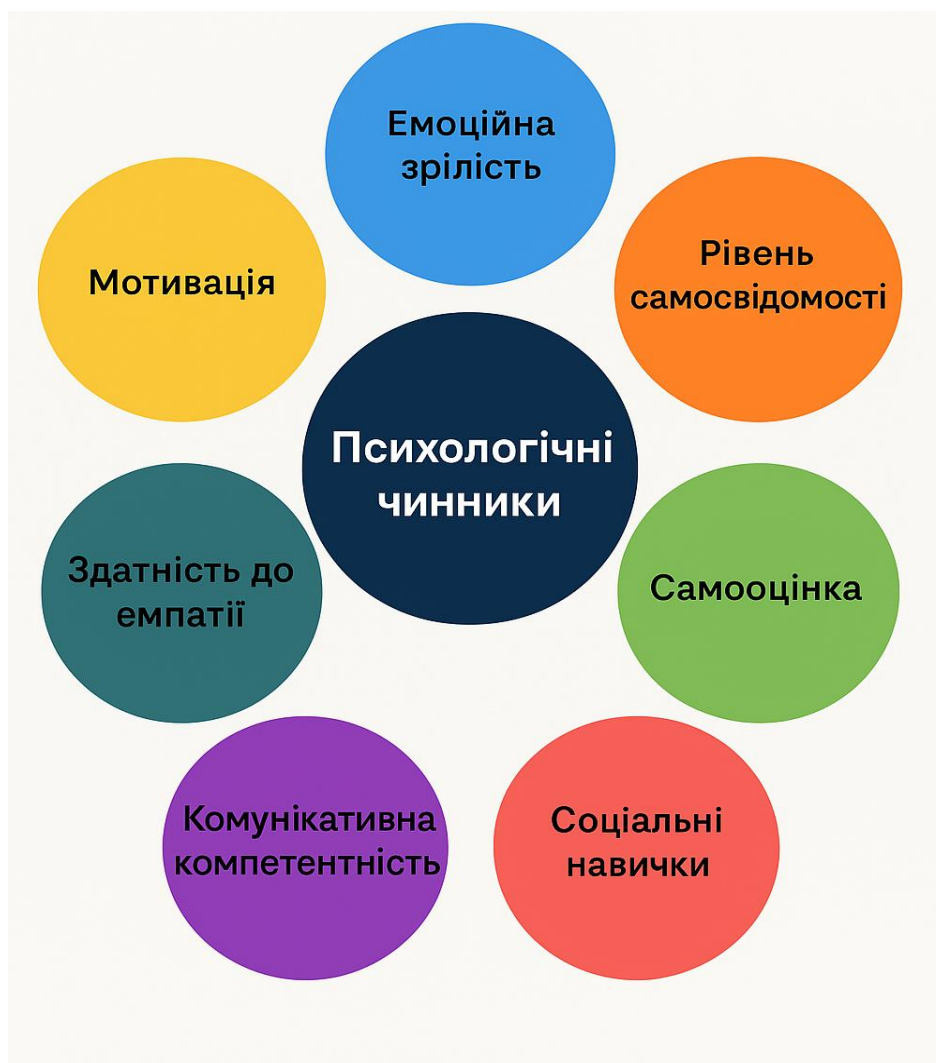 Емоційна
зрілість
Мотивація
Рівень
самосвідомості
Психологічні
чинники
Здатність до
емпатії
Самооцінка
Комунікативна
компетентність
Соціальні
навички